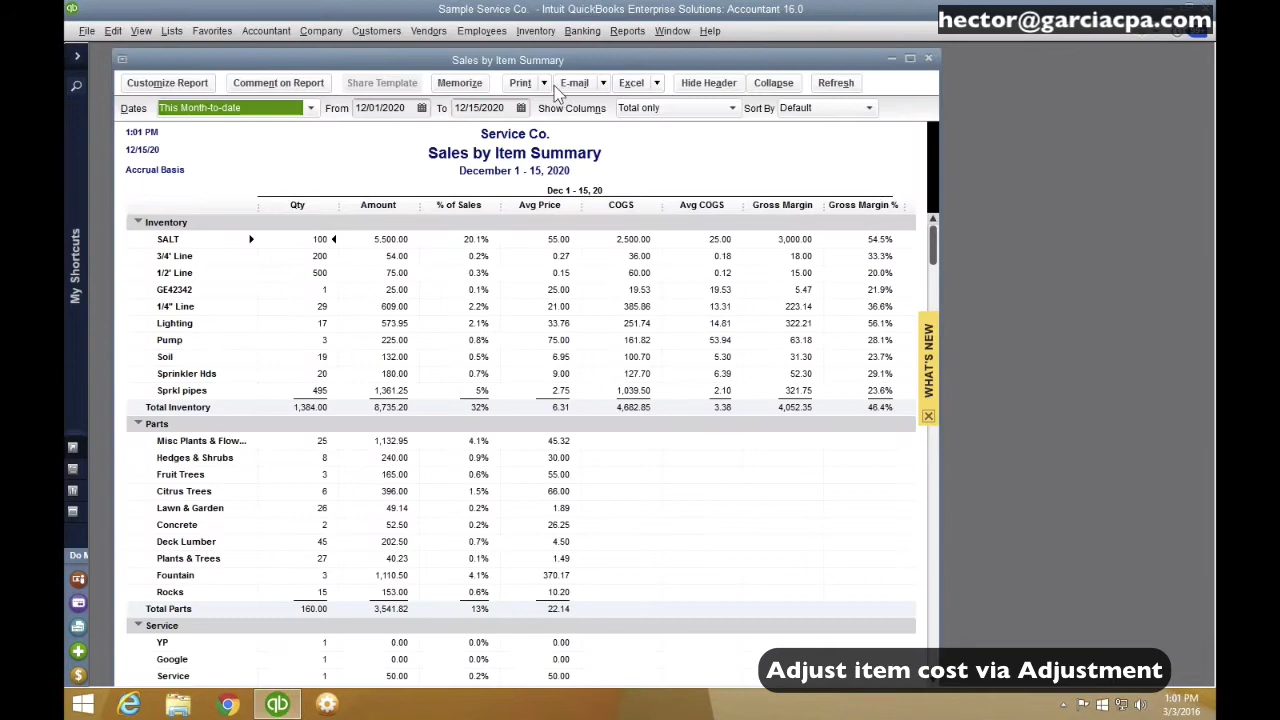 Sample Service Co. - Intuit QuickBooks Enterprise Solutions: Accountant 16.0
hector@garciacpa.com
File Edit View Lists Favorites Accountant Company Customers Vendors Employees Inventory Banking Reports Window Help
Sales by Item Summary
Customize Report Comment on Report Share Template Memorize Print E-mail Excel Hide Header Collapse Refresh
Dates This Month-to-date From 12/01/2020 To 12/15/2020 Show Columns Total only Sort By Default
1:01 PM
12/15/20
Accrual Basis
Service Co.
Sales by Item Summary
December 1 - 15, 2020
Dec 1 - 15, 20
Qty Amount % of Sales Avg Price COGS Avg COGS Gross Margin Gross Margin %
Inventory
SALT 100 5,500.00 20.1% 55.00 2,500.00 25.00 3,000.00 54.5%
3/4' Line 200 54.00 0.2% 0.27 36.00 0.18 18.00 33.3%
1/2' Line 500 75.00 0.3% 0.15 60.00 0.12 15.00 20.0%
GE42342 1 25.00 0.1% 25.00 19.53 19.53 5.47 21.9%
1/4" Line 29 609.00 2.2% 21.00 385.86 13.31 223.14 36.6%
Lighting 17 573.95 2.1% 33.76 251.74 14.81 322.21 56.1%
Pump 3 225.00 0.8% 75.00 161.82 53.94 63.18 28.1%
Soil 19 132.00 0.5% 6.95 100.70 5.30 31.30 23.7%
Sprinkler Hds 20 180.00 0.7% 9.00 127.70 6.39 52.30 29.1%
Sprkl pipes 495 1,361.25 5% 2.75 1,039.50 2.10 321.75 23.6%
Total Inventory 1,384.00 8,735.20 32% 6.31 4,682.85 3.38 4,052.35 46.4%
Parts
Misc Plants & Flow... 25 1,132.95 4.1% 45.32
Hedges & Shrubs 8 240.00 0.9% 30.00
Fruit Trees 3 165.00 0.6% 55.00
Citrus Trees 6 396.00 1.5% 66.00
Lawn & Garden 26 49.14 0.2% 1.89
Concrete 2 52.50 0.2% 26.25
Deck Lumber 45 202.50 0.7% 4.50
Plants & Trees 27 40.23 0.1% 1.49
Fountain 3 1,110.50 4.1% 370.17
Rocks 15 153.00 0.6% 10.20
Total Parts 160.00 3,541.82 13% 22.14
Service
YP 1 0.00 0.0% 0.00
Google 1 0.00 0.0% 0.00
Service 1 50.00 0.2% 50.00
My Shortcuts
Do M
WHAT'S NEW
Adjust item cost via Adjustment
1:01 PM
3/3/2016